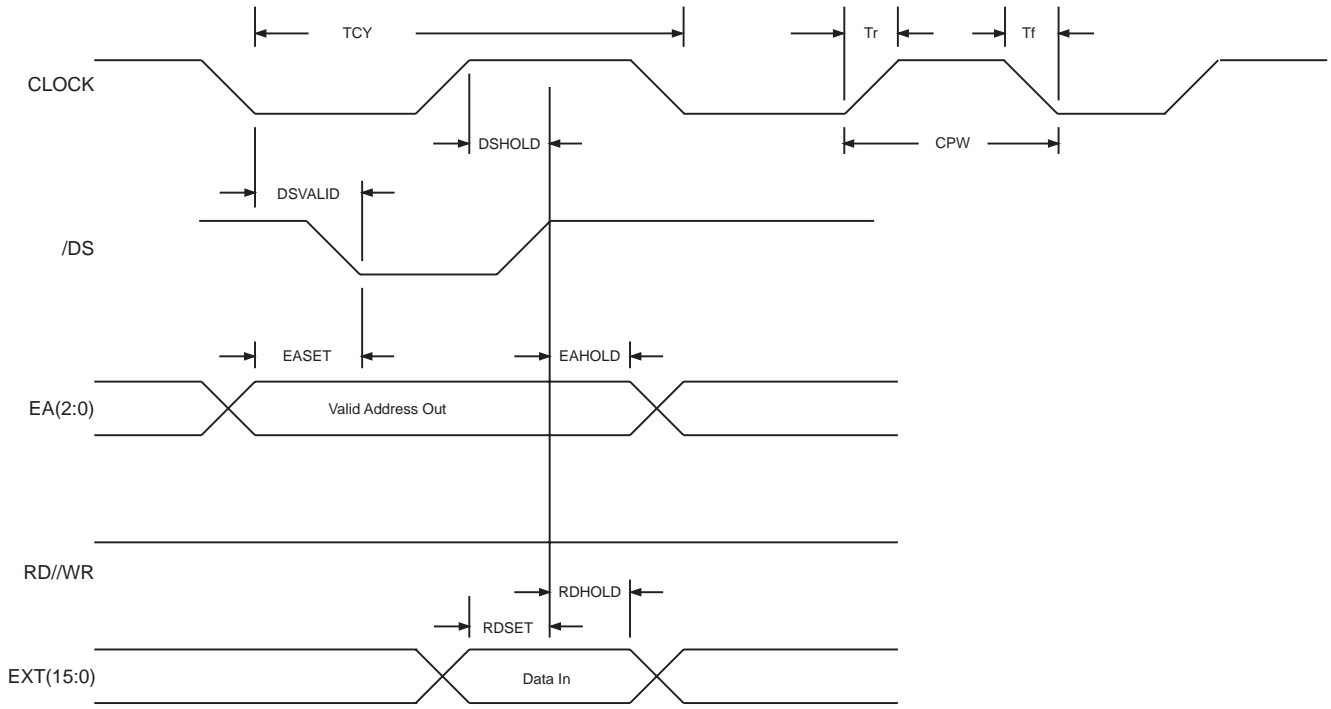 TCY
Tr
Tf
CLOCK
DSHOLD
CPW
DSVALID
/DS
EASET
EAHOLD
EA(2:0)
Valid Address Out
RD//WR
RDHOLD
RDSET
EXT(15:0)
Data In